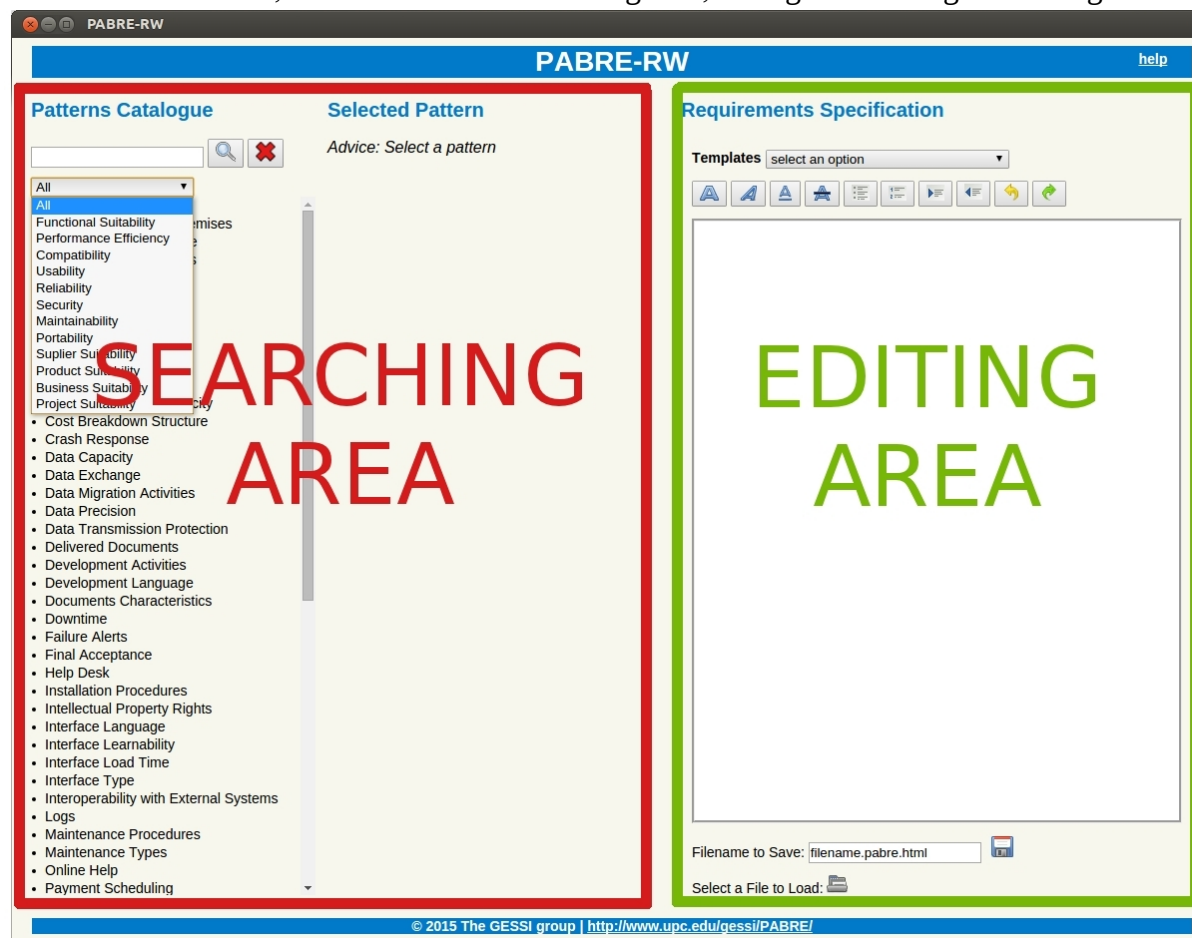 PABRE-RW
PABRE-RW
help
Patterns Catalogue
Selected Pattern
Advice: Select a pattern
All
All
Functional Suitability
emises
Performance Efficiency
Compatibility
Usability
Reliability
Security
Maintainability
Portability
Suplier Suitability
Product Suitability
Business Suitability
Project Suitability
city
Cost Breakdown Structure
Crash Response
Data Capacity
Data Exchange
Data Migration Activities
Data Precision
Data Transmission Protection
Delivered Documents
Development Activities
Development Language
Documents Characteristics
Downtime
Failure Alerts
Final Acceptance
Help Desk
Installation Procedures
Intellectual Property Rights
Interface Language
Interface Learnability
Interface Load Time
Interface Type
Interoperability with External Systems
Logs
Maintenance Procedures
Maintenance Types
Online Help
Payment Scheduling
SEARCHING
AREA
Requirements Specification
Templates select an option
EDITING
AREA
Filename to Save: filename.pabre.html
Select a File to Load:
© 2015 The GESSI group | http://www.upc.edu/gessi/PABRE/